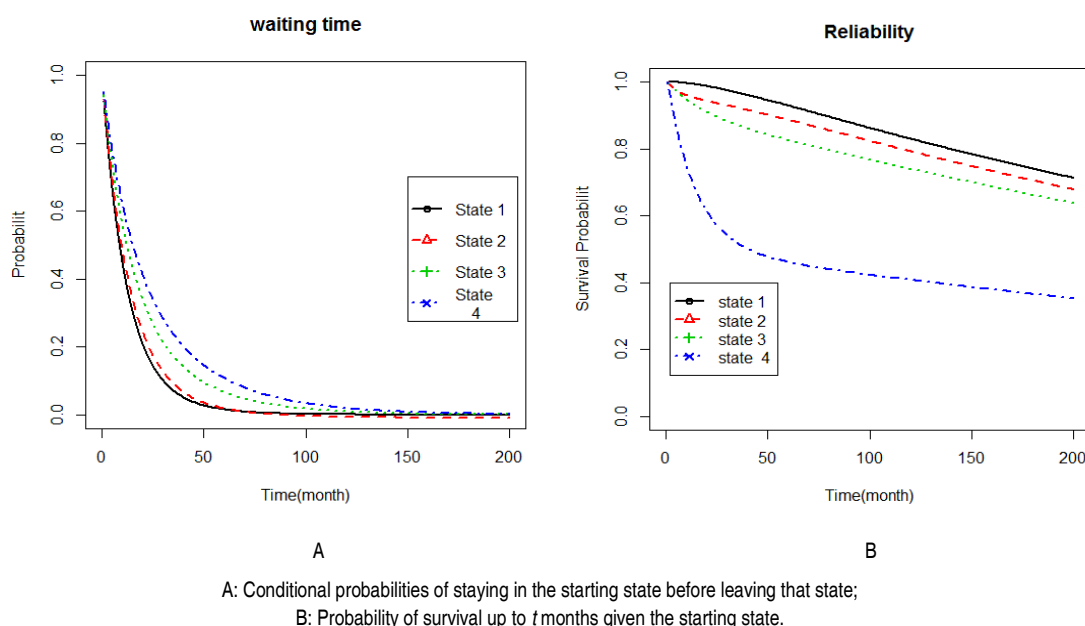 waiting time
Probabilit
0.0 0.2 0.4 0.6 0.8 1.0
State 1
State 2
State 3
State
4
0 50 100 150 200
Time(month)
A
Reliability
Survival Probabilit
0.0 0.2 0.4 0.6 0.8 1.0
state 1
state 2
state 3
state 4
0 50 100 150 200
Time(month)
B
A: Conditional probabilities of staying in the starting state before leaving that state;
B: Probability of survival up to t months given the starting state.